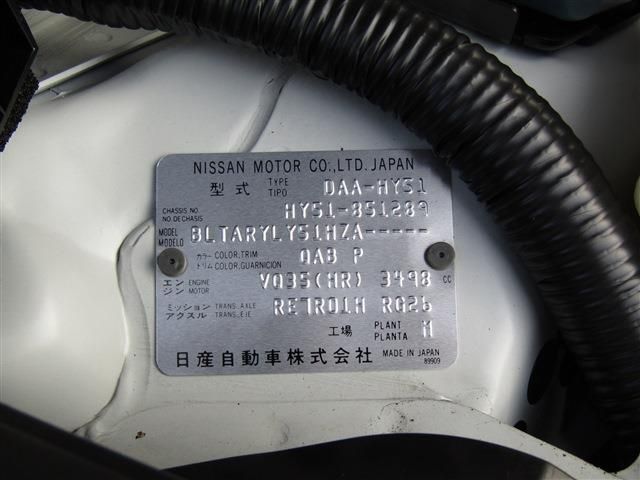 NISSAN MOTOR CO.,LTD. JAPAN
型式 TYPE TIPO DAA-HY51
CHASSIS NO. NO.DE CHASIS HY51-851289
MODEL MODELO BLTARYLY51HZA-----
カラー COLOR,TRIM トリム COLOR,GUARNICION QAB P
エンジン ENGINE MOTOR VQ35(HR) 3498 CC
ミッション TRANS.,AXLE アクスル TRANS.,EJE RE7R01H RG26
工場 PLANT PLANTA M
日産自動車株式会社 MADE IN JAPAN
89909